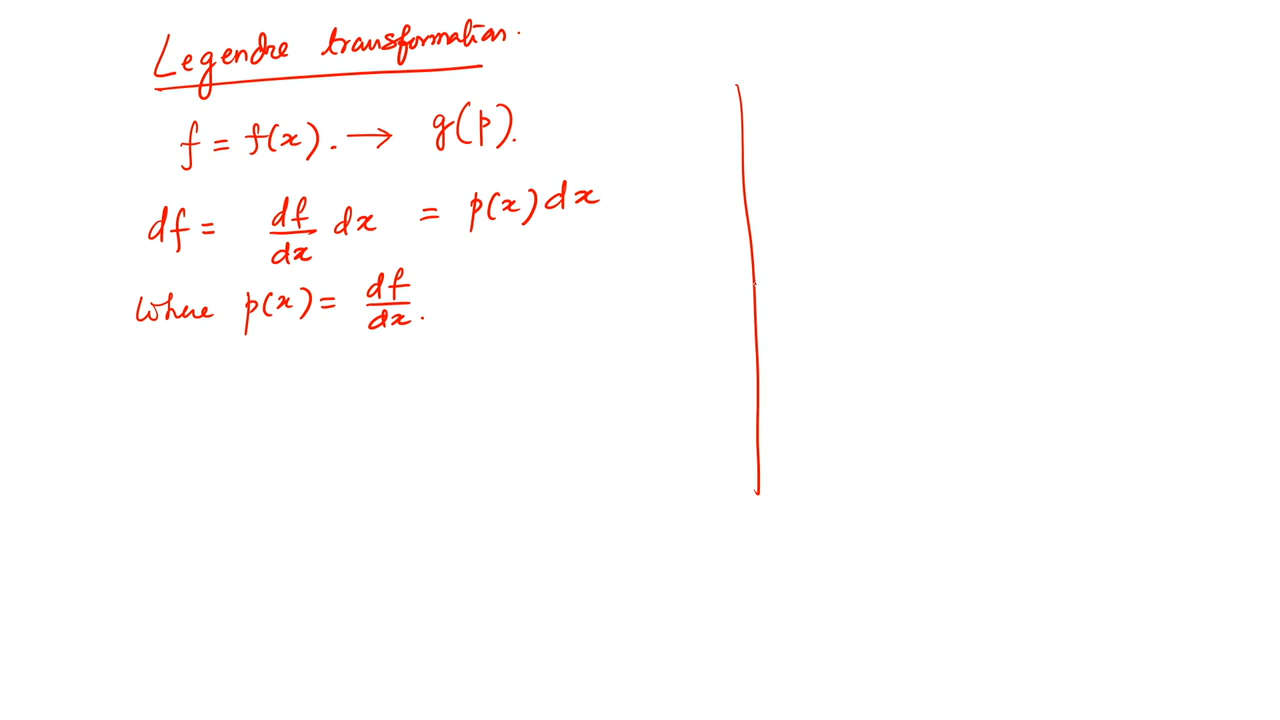 Legendre transformation.
f = f(x). → g(p).
df = df/dx dx = p(x) dx
Where p(x) = df/dx.